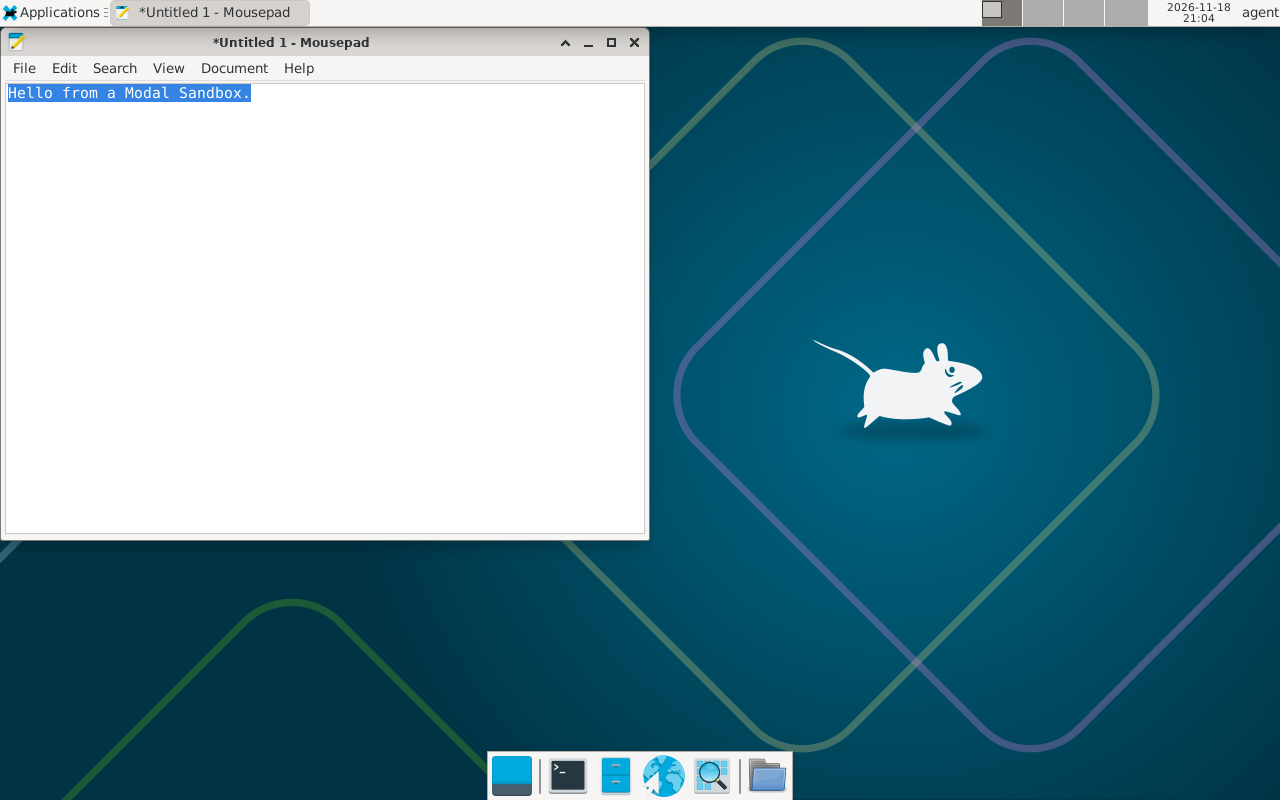 Applications
*Untitled 1 - Mousepad
2026-11-18
21:04
agent
*Untitled 1 - Mousepad
File Edit Search View Document Help
Hello from a Modal Sandbox.